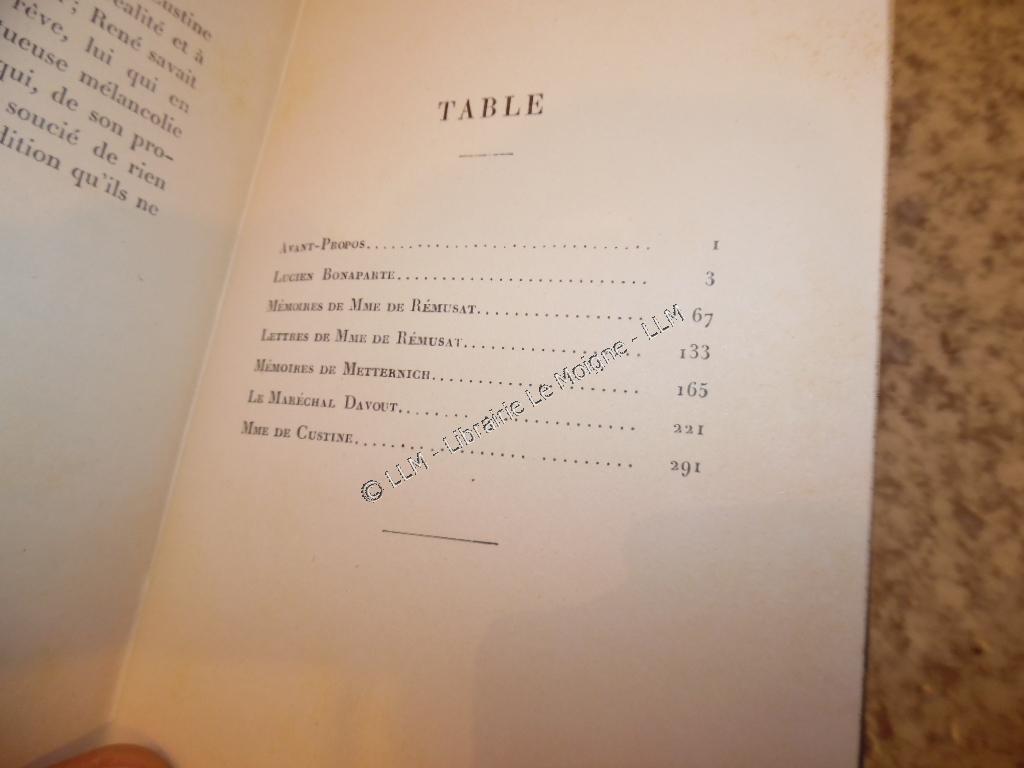 ustine
éalité et à
; René savait
rêve, lui qui en
tueuse mélancolie
qui, de son pro-
soucié de rien
dition qu'ils ne
TABLE
Avant-Propos 1
Lucien Bonaparte 3
Mémoires de Mme de Rémusat 67
Lettres de Mme de Rémusat 133
Mémoires de Metternich 165
Le Maréchal Davout 221
Mme de Custine 291
© LLM - Librairie Le Moigne - LLM